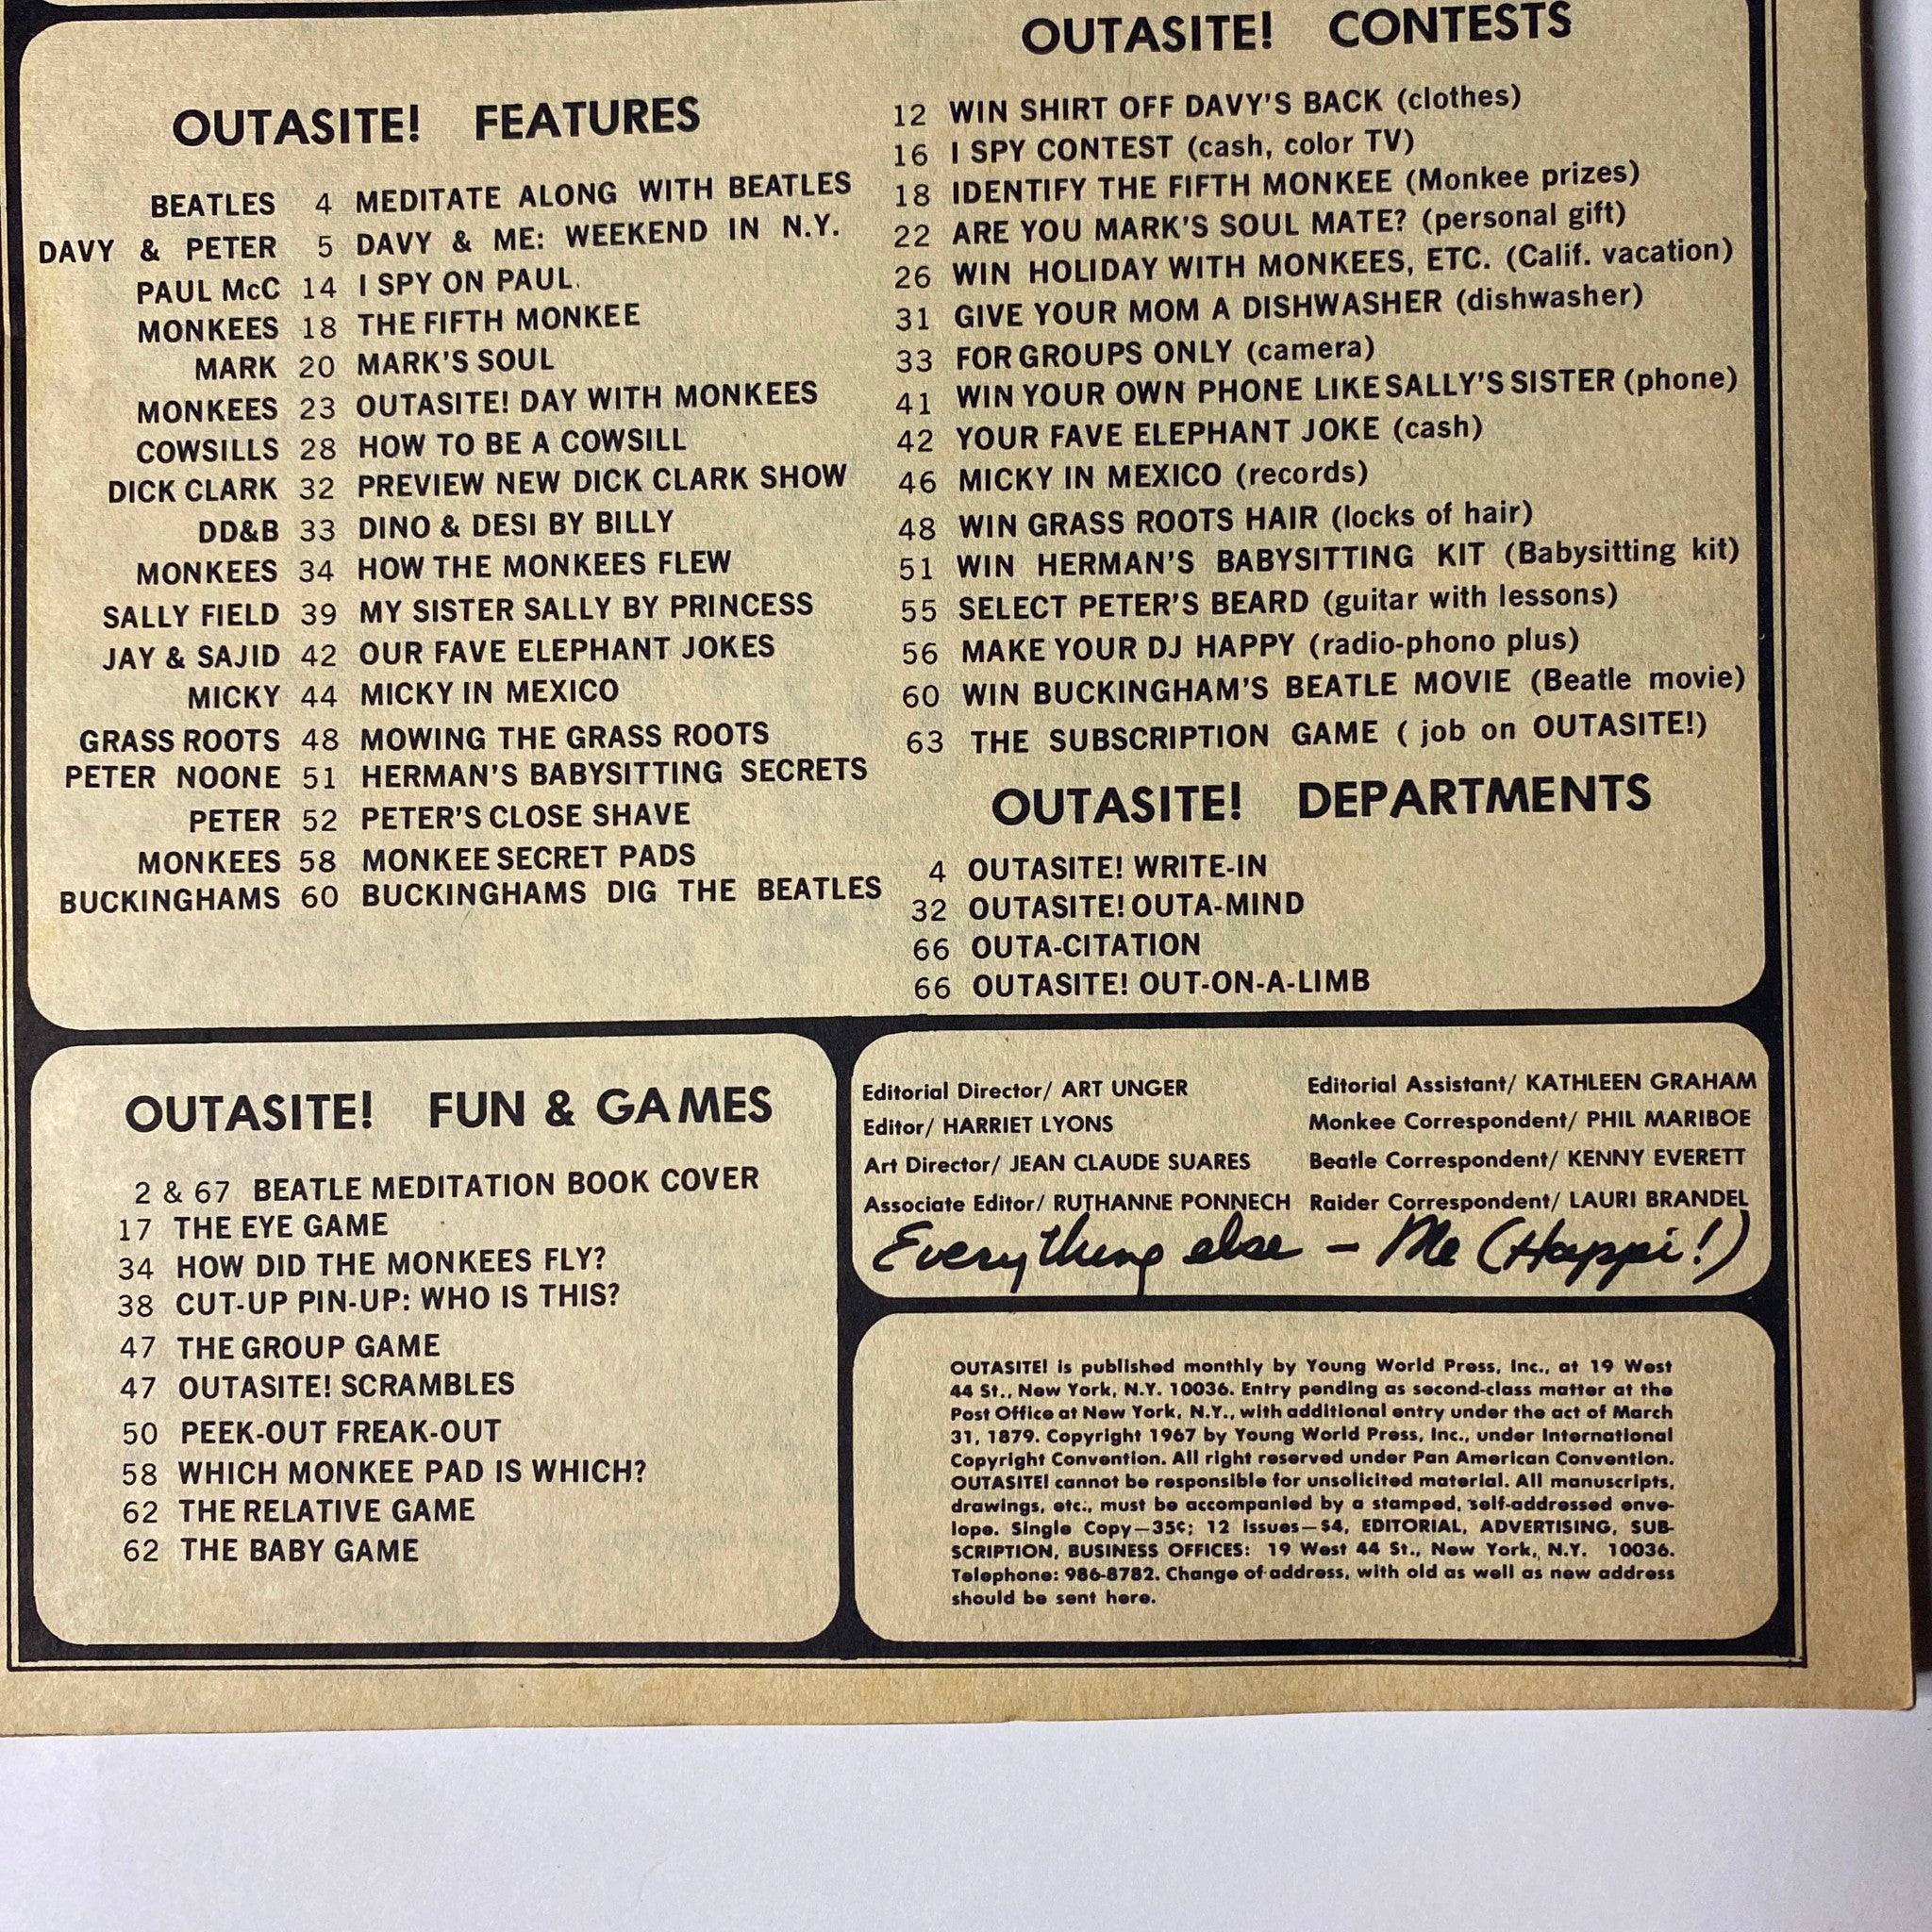 OUTASITE! FEATURES
BEATLES 4 MEDITATE ALONG WITH BEATLES
DAVY & PETER 5 DAVY & ME: WEEKEND IN N.Y.
PAUL McC 14 I SPY ON PAUL.
MONKEES 18 THE FIFTH MONKEE
MARK 20 MARK'S SOUL
MONKEES 23 OUTASITE! DAY WITH MONKEES
COWSILLS 28 HOW TO BE A COWSILL
DICK CLARK 32 PREVIEW NEW DICK CLARK SHOW
DD&B 33 DINO & DESI BY BILLY
MONKEES 34 HOW THE MONKEES FLEW
SALLY FIELD 39 MY SISTER SALLY BY PRINCESS
JAY & SAJID 42 OUR FAVE ELEPHANT JOKES
MICKY 44 MICKY IN MEXICO
GRASS ROOTS 48 MOWING THE GRASS ROOTS
PETER NOONE 51 HERMAN'S BABYSITTING SECRETS
PETER 52 PETER'S CLOSE SHAVE
MONKEES 58 MONKEE SECRET PADS
BUCKINGHAMS 60 BUCKINGHAMS DIG THE BEATLES
OUTASITE! CONTESTS
12 WIN SHIRT OFF DAVY'S BACK (clothes)
16 I SPY CONTEST (cash, color TV)
18 IDENTIFY THE FIFTH MONKEE (Monkee prizes)
22 ARE YOU MARK'S SOUL MATE? (personal gift)
26 WIN HOLIDAY WITH MONKEES, ETC. (Calif. vacation)
31 GIVE YOUR MOM A DISHWASHER (dishwasher)
33 FOR GROUPS ONLY (camera)
41 WIN YOUR OWN PHONE LIKE SALLY'S SISTER (phone)
42 YOUR FAVE ELEPHANT JOKE (cash)
46 MICKY IN MEXICO (records)
48 WIN GRASS ROOTS HAIR (locks of hair)
51 WIN HERMAN'S BABYSITTING KIT (Babysitting kit)
55 SELECT PETER'S BEARD (guitar with lessons)
56 MAKE YOUR DJ HAPPY (radio-phono plus)
60 WIN BUCKINGHAM'S BEATLE MOVIE (Beatle movie)
63 THE SUBSCRIPTION GAME ( job on OUTASITE!)
OUTASITE! DEPARTMENTS
4 OUTASITE! WRITE-IN
32 OUTASITE! OUTA-MIND
66 OUTA-CITATION
66 OUTASITE! OUT-ON-A-LIMB
OUTASITE! FUN & GAMES
2 & 67 BEATLE MEDITATION BOOK COVER
17 THE EYE GAME
34 HOW DID THE MONKEES FLY?
38 CUT-UP PIN-UP: WHO IS THIS?
47 THE GROUP GAME
47 OUTASITE! SCRAMBLES
50 PEEK-OUT FREAK-OUT
58 WHICH MONKEE PAD IS WHICH?
62 THE RELATIVE GAME
62 THE BABY GAME
Editorial Director/ ART UNGER
Editor/ HARRIET LYONS
Art Director/ JEAN CLAUDE SUARES
Associate Editor/ RUTHANNE PONNECH
Editorial Assistant/ KATHLEEN GRAHAM
Monkee Correspondent/ PHIL MARIBOE
Beatle Correspondent/ KENNY EVERETT
Raider Correspondent/ LAURI BRANDEL
Everything else - Me (Happi!)
OUTASITE! is published monthly by Young World Press, Inc., at 19 West
44 St., New York, N.Y. 10036. Entry pending as second-class matter at the
Post Office at New York, N.Y., with additional entry under the act of March
31, 1879. Copyright 1967 by Young World Press, Inc., under International
Copyright Convention. All right reserved under Pan American Convention.
OUTASITE! cannot be responsible for unsolicited material. All manuscripts,
drawings, etc., must be accompanied by a stamped, self-addressed enve-
lope. Single Copy—35¢; 12 issues—$4, EDITORIAL, ADVERTISING, SUB-
SCRIPTION, BUSINESS OFFICES: 19 West 44 St., New York, N.Y. 10036.
Telephone: 986-8782. Change of address, with old as well as new address
should be sent here.